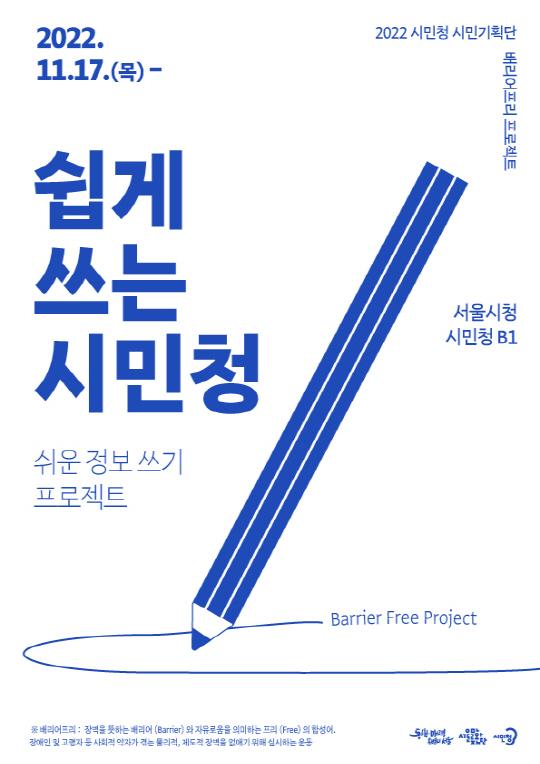 2022.
11.17.(목) –
2022 시민청 시민기획단
배리어프리 프로젝트
쉽게
쓰는
시민청
서울시청
시민청 B1
쉬운 정보 쓰기
프로젝트
Barrier Free Project
※ 배리어프리 : 장벽을 뜻하는 배리어 (Barrier) 와 자유로움을 의미하는 프리 (Free) 의 합성어.
장애인 및 고령자 등 사회적 약자가 겪는 물리적, 제도적 장벽을 없애기 위해 실시하는 운동
시민청